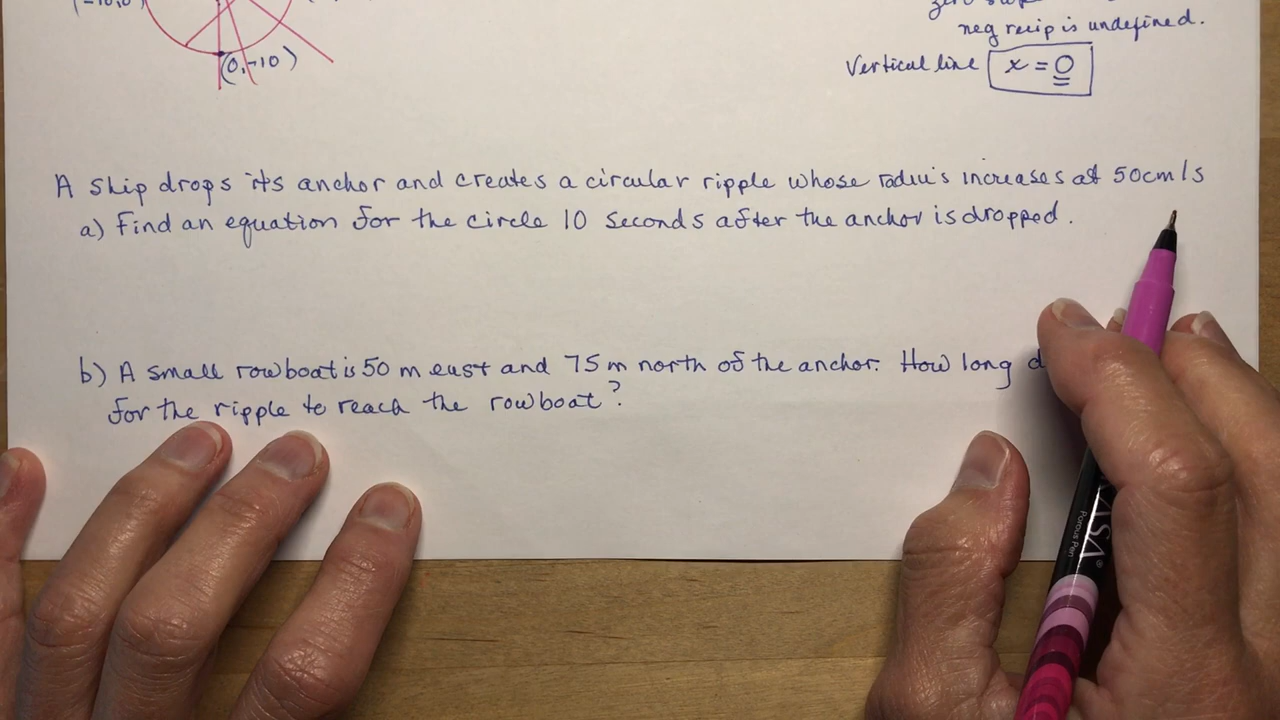 neg recip is undefined.
(0,-10)
Vertical line x = 0
A ship drops its anchor and creates a circular ripple whose radius increases at 50cm/s
a) Find an equation for the circle 10 seconds after the anchor is dropped.
b) A small rowboat is 50 m east and 75 m north of the anchor. How long
for the ripple to reach the rowboat?
Porous Pen